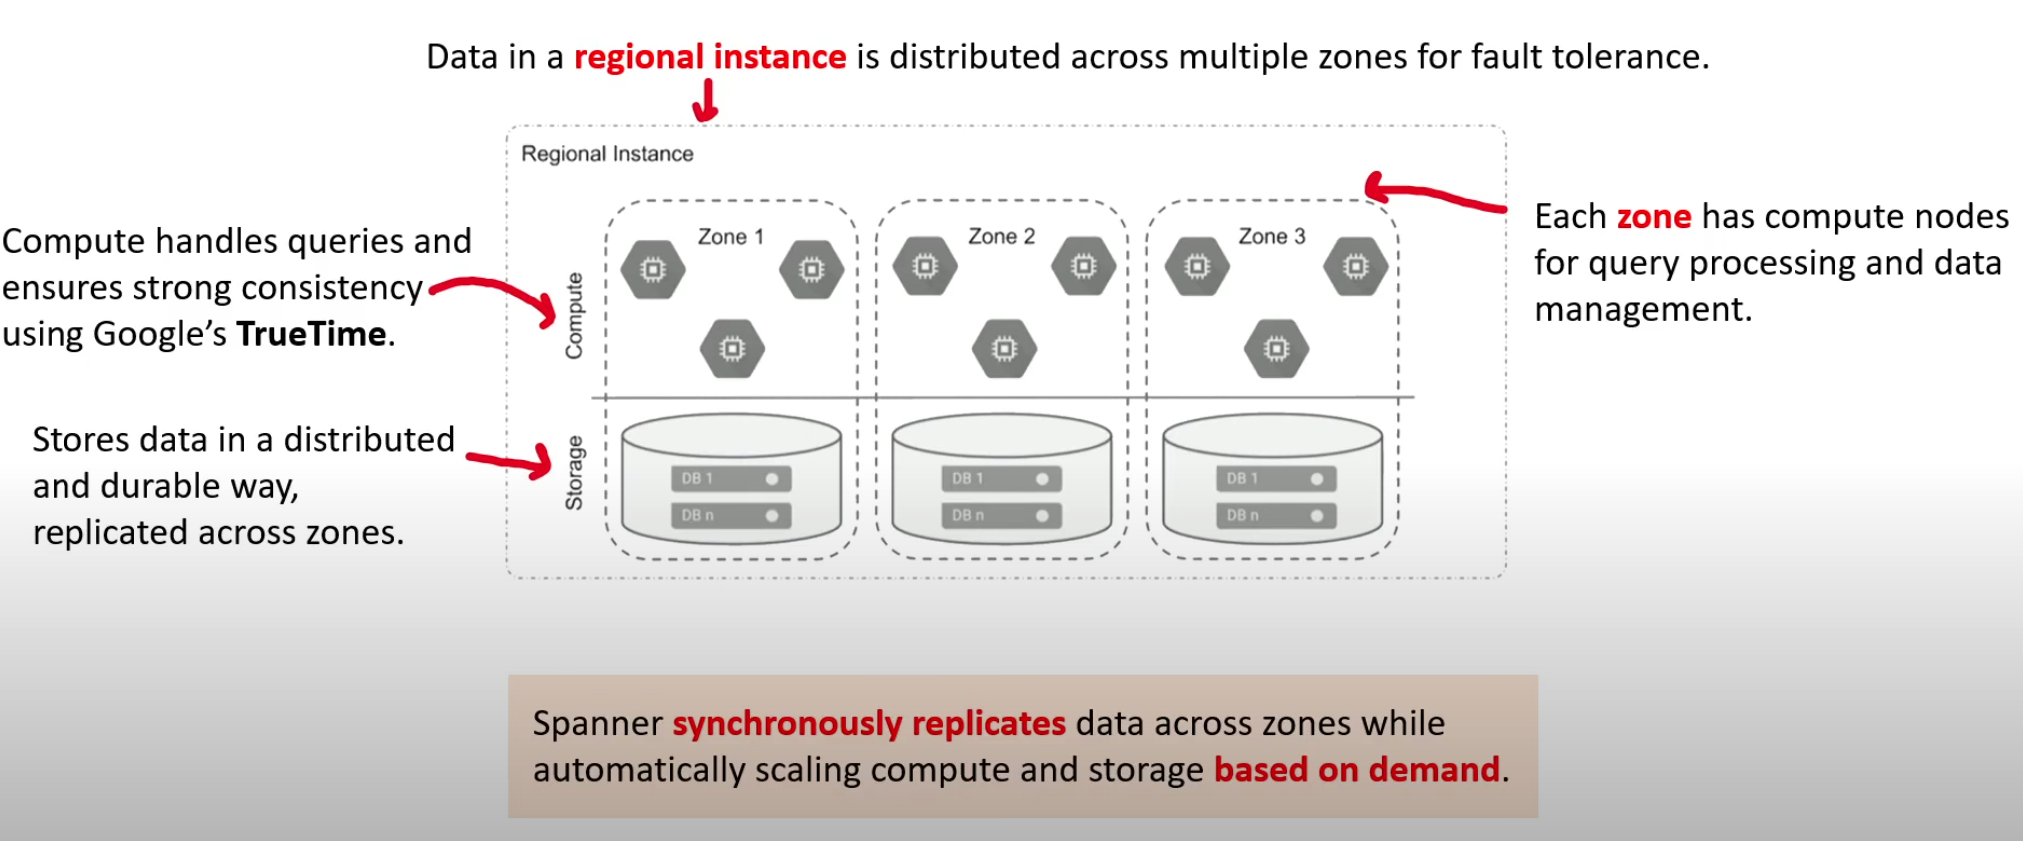 Data in a regional instance is distributed across multiple zones for fault tolerance.
Regional Instance
Compute handles queries and
ensures strong consistency
using Google's TrueTime.
Stores data in a distributed
and durable way,
replicated across zones.
Compute
Storage
Zone 1
DB 1
DB n
Zone 2
DB 1
DB n
Zone 3
DB 1
DB n
Each zone has compute nodes
for query processing and data
management.
Spanner synchronously replicates data across zones while
automatically scaling compute and storage based on demand.